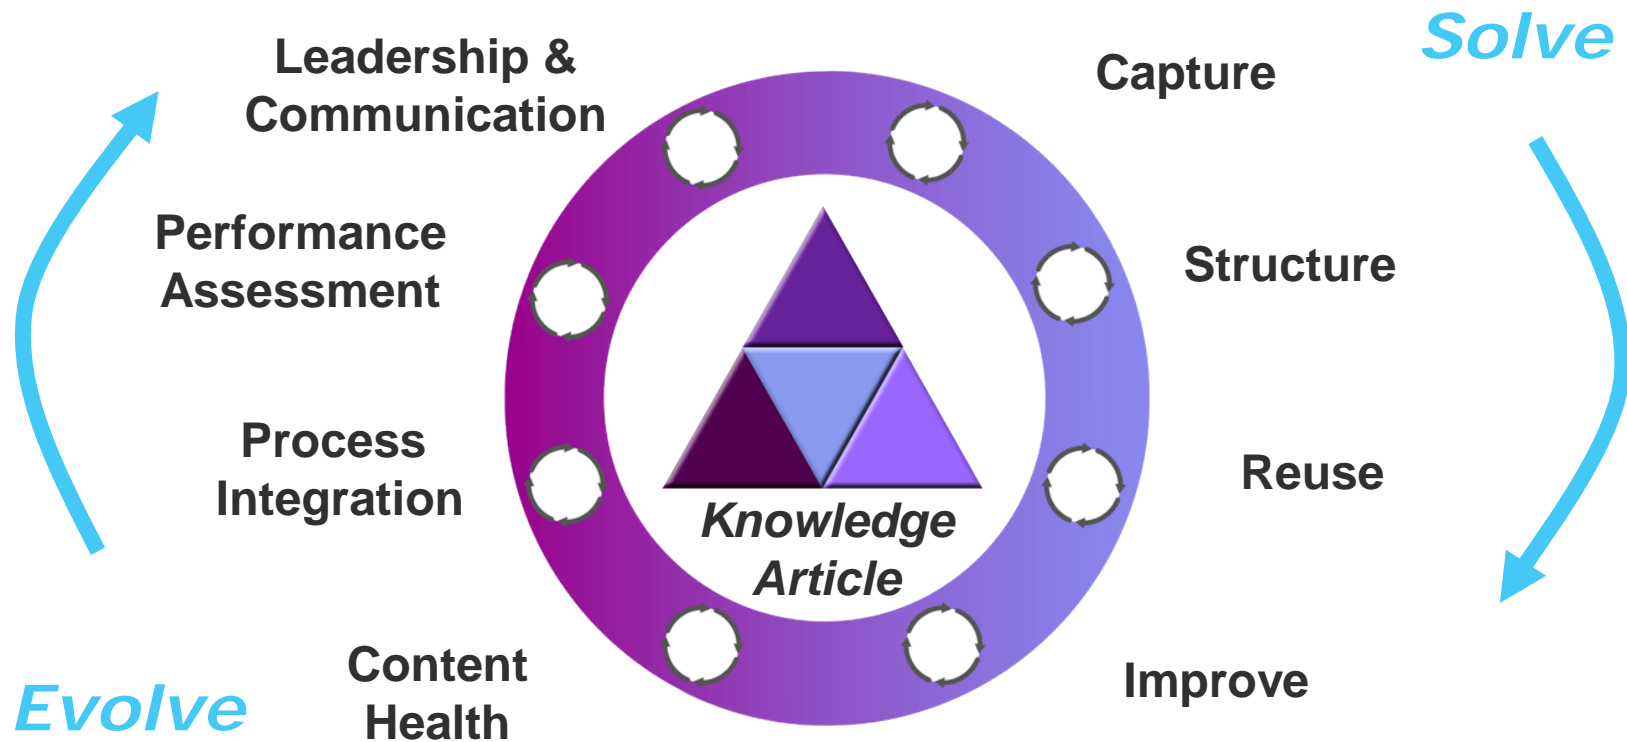 Solve
Capture
Structure
Reuse
Improve
Evolve
Content
Health
Process
Integration
Performance
Assessment
Leadership &
Communication
Knowledge
Article